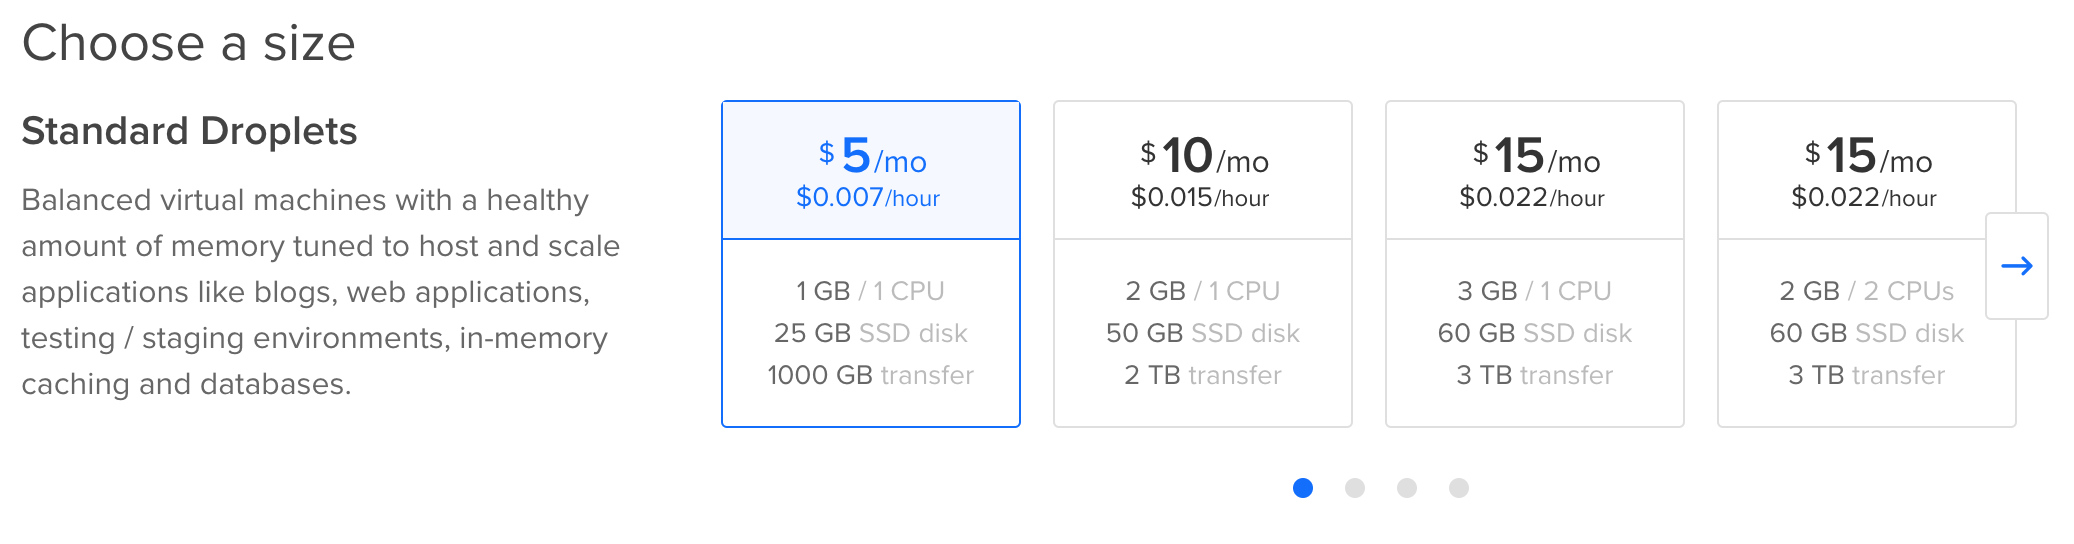 Choose a size
Standard Droplets
Balanced virtual machines with a healthy
amount of memory tuned to host and scale
applications like blogs, web applications,
testing / staging environments, in-memory
caching and databases.
$5/mo
$0.007/hour
1 GB / 1 CPU
25 GB SSD disk
1000 GB transfer
$10/mo
$0.015/hour
2 GB / 1 CPU
50 GB SSD disk
2 TB transfer
$15/mo
$0.022/hour
3 GB / 1 CPU
60 GB SSD disk
3 TB transfer
$15/mo
$0.022/hour
2 GB / 2 CPUs
60 GB SSD disk
3 TB transfer